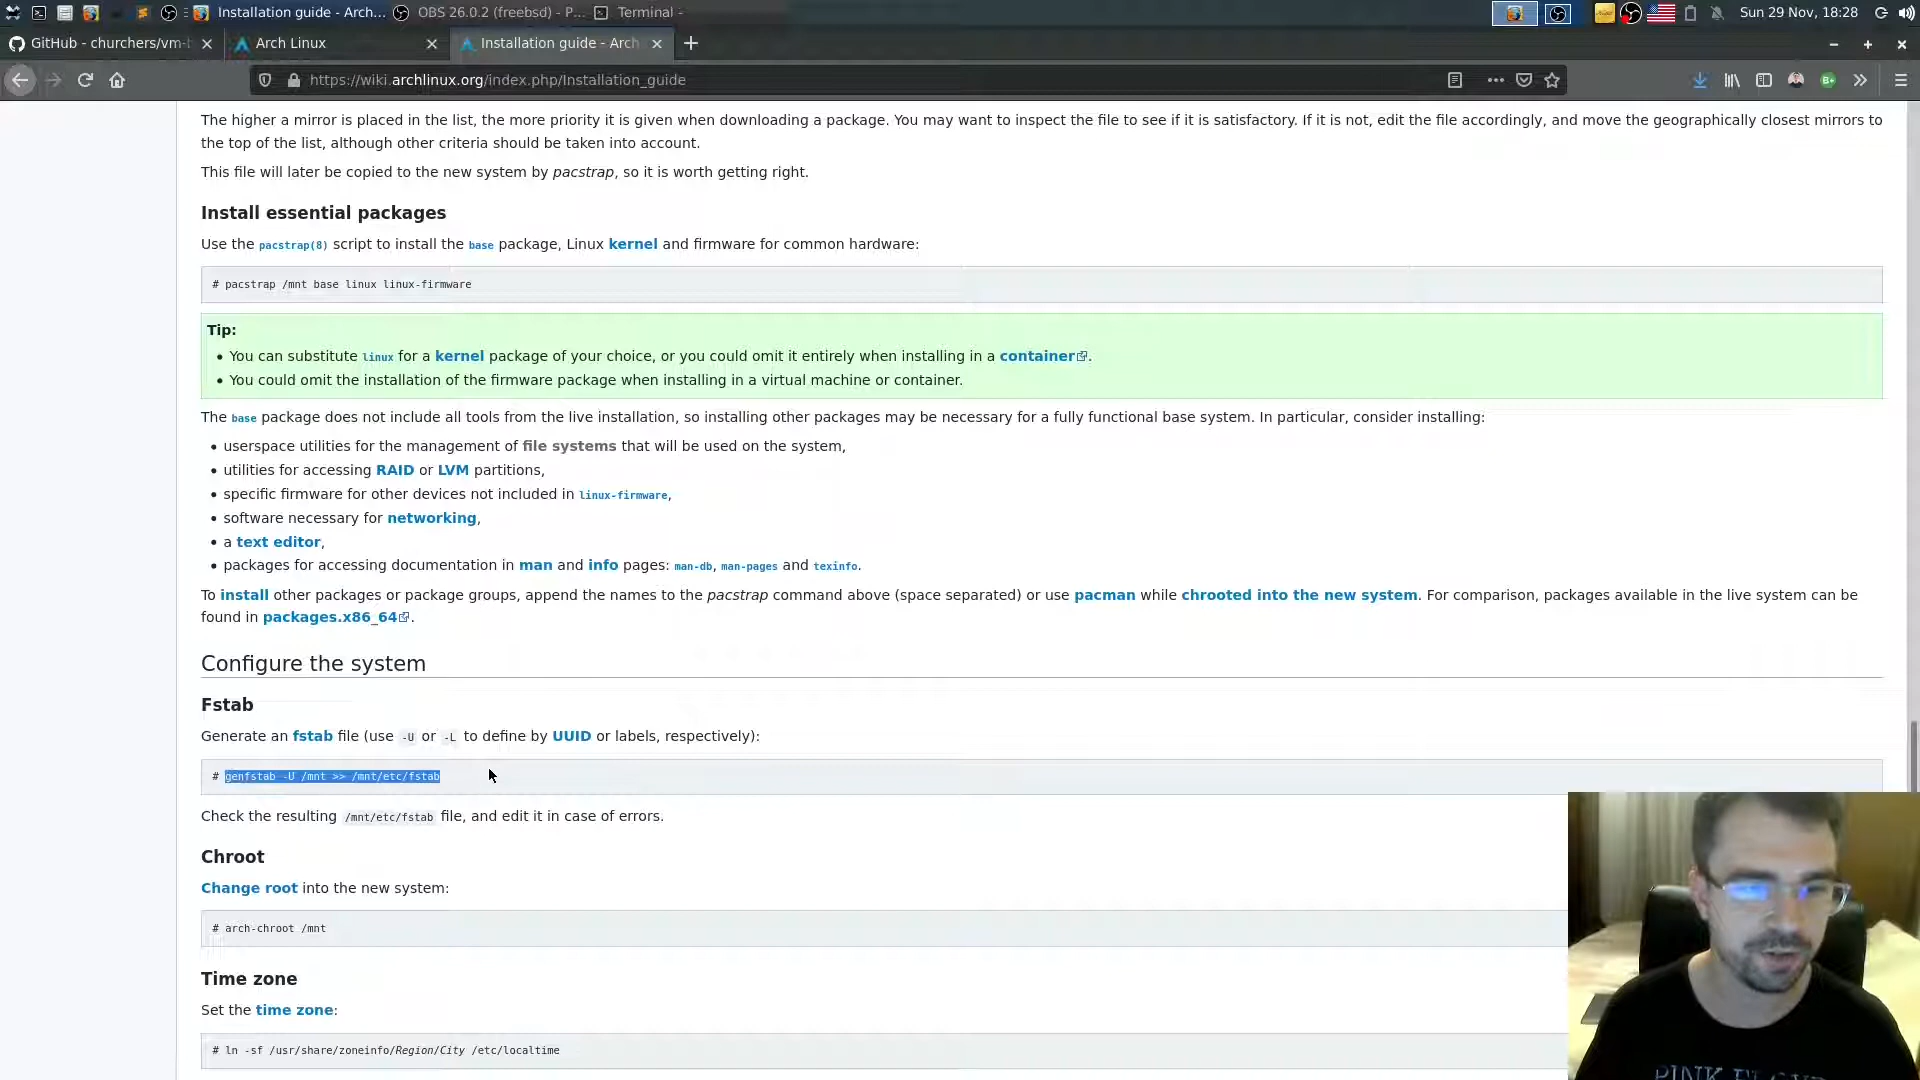 Installation guide - Arch...
OBS 26.0.2 (freebsd) - P...
Terminal -
Sun 29 Nov, 18:28
GitHub - churchers/vm-b
Arch Linux
Installation guide - Arch
https://wiki.archlinux.org/index.php/Installation_guide
The higher a mirror is placed in the list, the more priority it is given when downloading a package. You may want to inspect the file to see if it is satisfactory. If it is not, edit the file accordingly, and move the geographically closest mirrors to
the top of the list, although other criteria should be taken into account.
This file will later be copied to the new system by pacstrap, so it is worth getting right.
Install essential packages
Use the pacstrap(8) script to install the base package, Linux kernel and firmware for common hardware:
# pacstrap /mnt base linux linux-firmware
Tip:
• You can substitute linux for a kernel package of your choice, or you could omit it entirely when installing in a container.
• You could omit the installation of the firmware package when installing in a virtual machine or container.
The base package does not include all tools from the live installation, so installing other packages may be necessary for a fully functional base system. In particular, consider installing:
• userspace utilities for the management of file systems that will be used on the system,
• utilities for accessing RAID or LVM partitions,
• specific firmware for other devices not included in linux-firmware,
• software necessary for networking,
• a text editor,
• packages for accessing documentation in man and info pages: man-db, man-pages and texinfo.
To install other packages or package groups, append the names to the pacstrap command above (space separated) or use pacman while chrooted into the new system. For comparison, packages available in the live system can be
found in packages.x86_64.
Configure the system
Fstab
Generate an fstab file (use -U or -L to define by UUID or labels, respectively):
# genfstab -U /mnt >> /mnt/etc/fstab
Check the resulting /mnt/etc/fstab file, and edit it in case of errors.
Chroot
Change root into the new system:
# arch-chroot /mnt
Time zone
Set the time zone:
# ln -sf /usr/share/zoneinfo/Region/City /etc/localtime
PINK